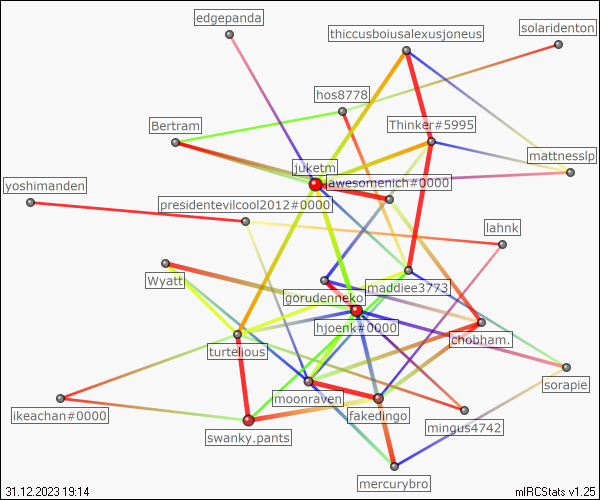 edgepanda
solaridenton
thiccusboiusalexusjoneus
hos8778
Bertram
Thinker#5995
mattnesslp
juketm
awesomenich#0000
yoshimanden
presidentevilcool2012#0000
lahnk
Wyatt
maddiee3773
gorudenneko
hjoenk#0000
chobham.
turtelious
sorapie
moonraven
ikeachan#0000
fakedingo
mingus4742
swanky.pants
mercurybro
31.12.2023 19:14
mIRCStats v1.25